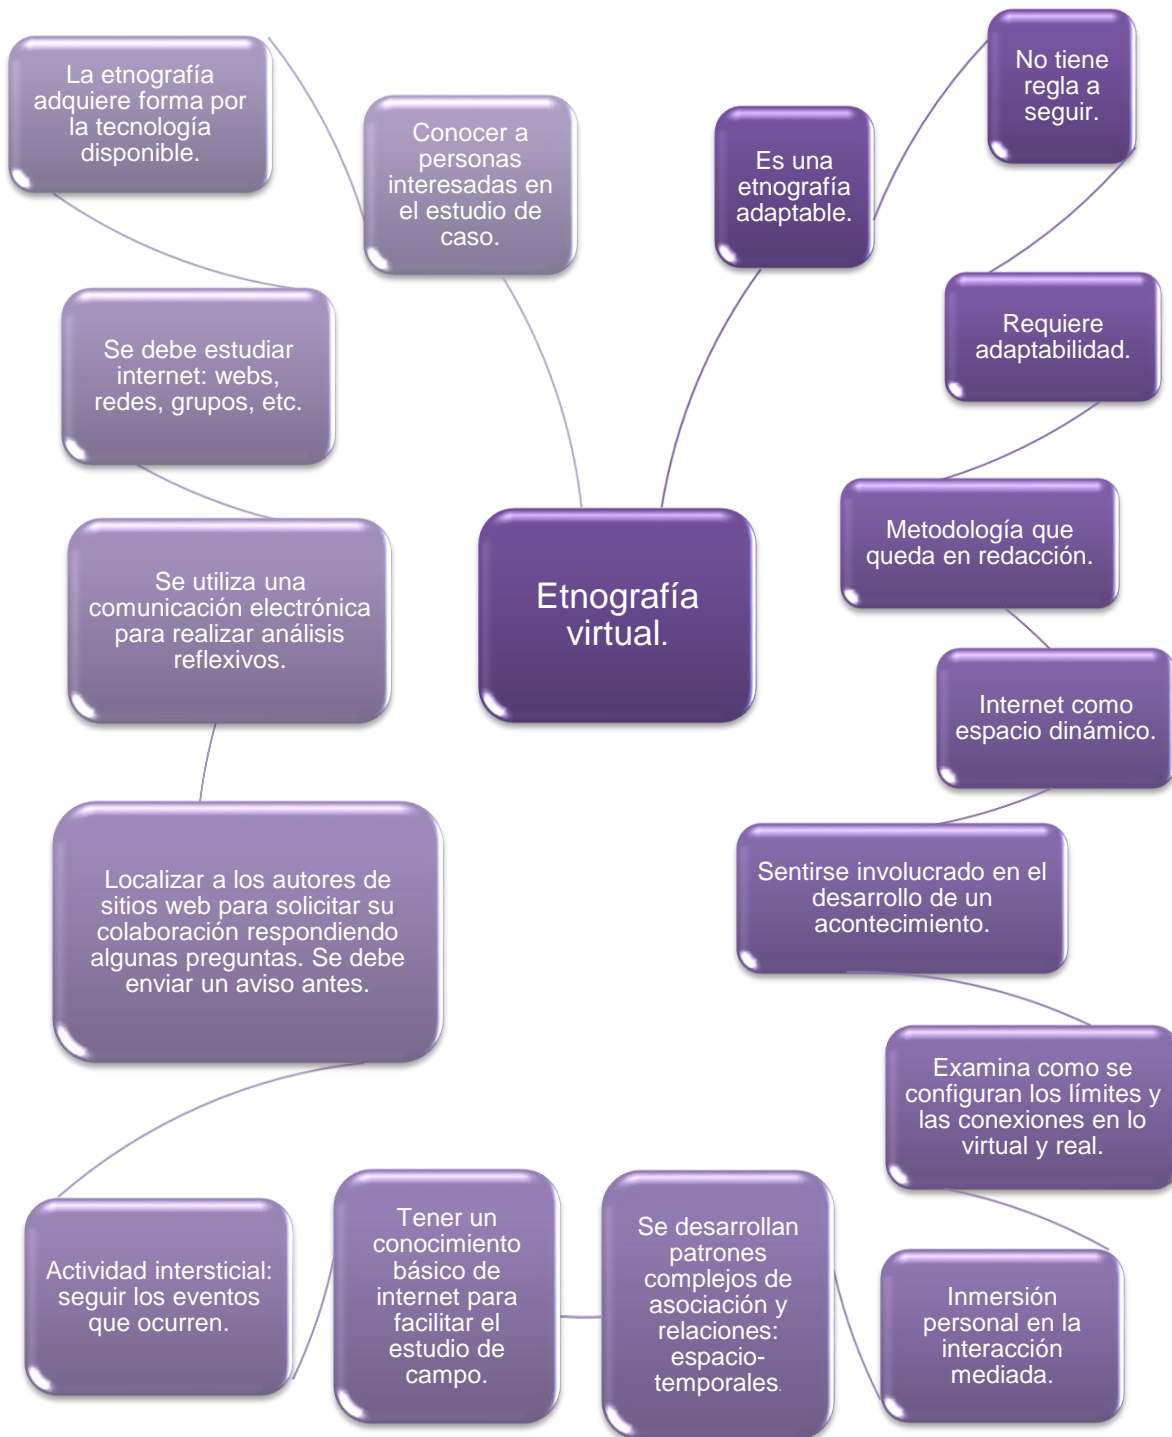 Etnografía
virtual.
Es una
etnografía
adaptable.
No tiene
regla a
seguir.
Requiere
adaptabilidad.
Metodología que
queda en redacción.
Internet como
espacio dinámico.
Sentirse involucrado en el
desarrollo de un
acontecimiento.
Examina como se
configuran los límites y
las conexiones en lo
virtual y real.
Inmersión
personal en la
interacción
mediada.
Se desarrollan
patrones
complejos de
asociación y
relaciones:
espacio-
temporales.
Tener un
conocimiento
básico de
internet para
facilitar el
estudio de
campo.
Actividad intersticial:
seguir los eventos
que ocurren.
Localizar a los autores de
sitios web para solicitar su
colaboración respondiendo
algunas preguntas. Se debe
enviar un aviso antes.
Se utiliza una
comunicación electrónica
para realizar análisis
reflexivos.
Se debe estudiar
internet: webs,
redes, grupos, etc.
La etnografía
adquiere forma por
la tecnología
disponible.
Conocer a
personas
interesadas en
el estudio de
caso.